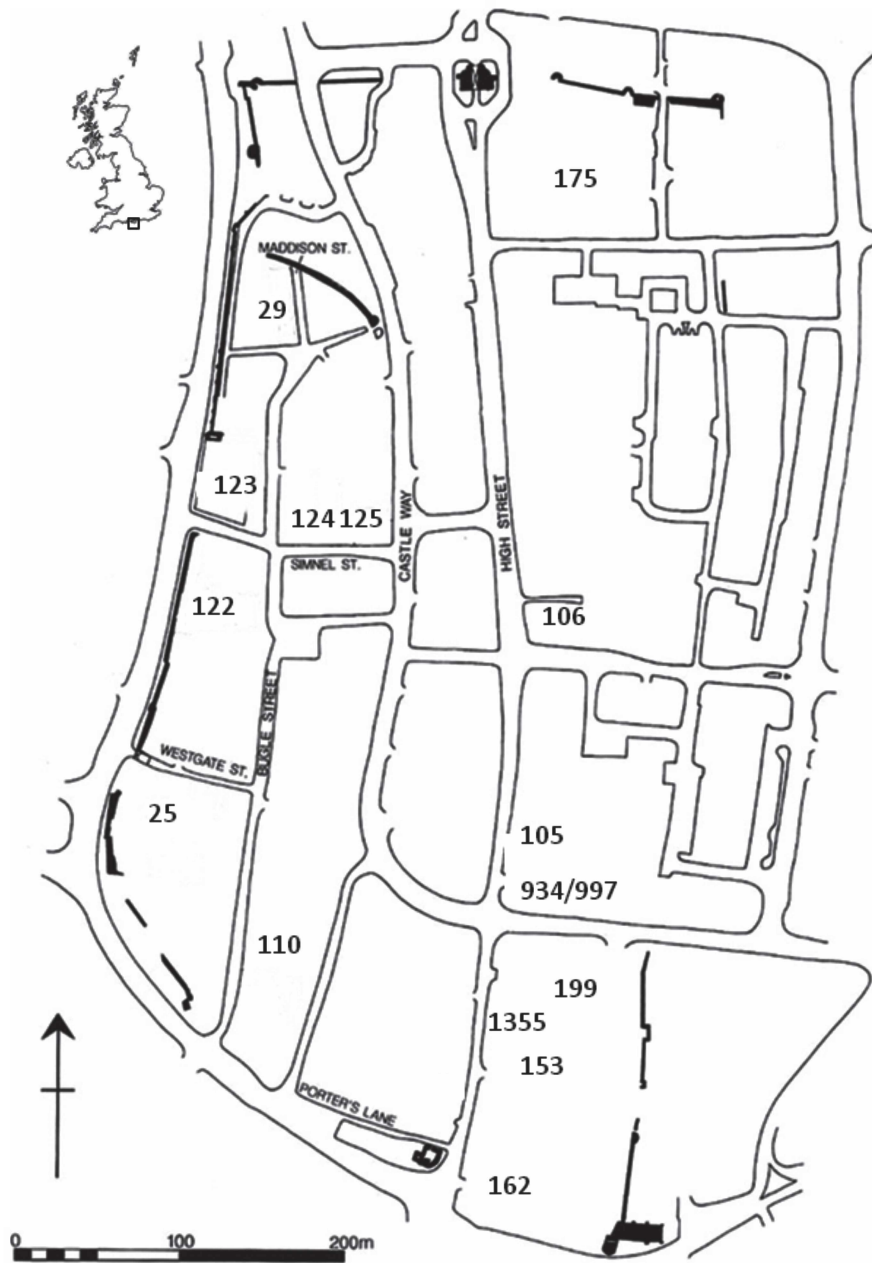 175
MADDISON ST.
29
123
124 125
CASTLE WAY
HIGH STREET
SIMNEL ST.
122
106
BUGLE STREET
WESTGATE ST.
25
105
934/997
110
199
1355
153
PORTER'S LANE
162
0 100 200m